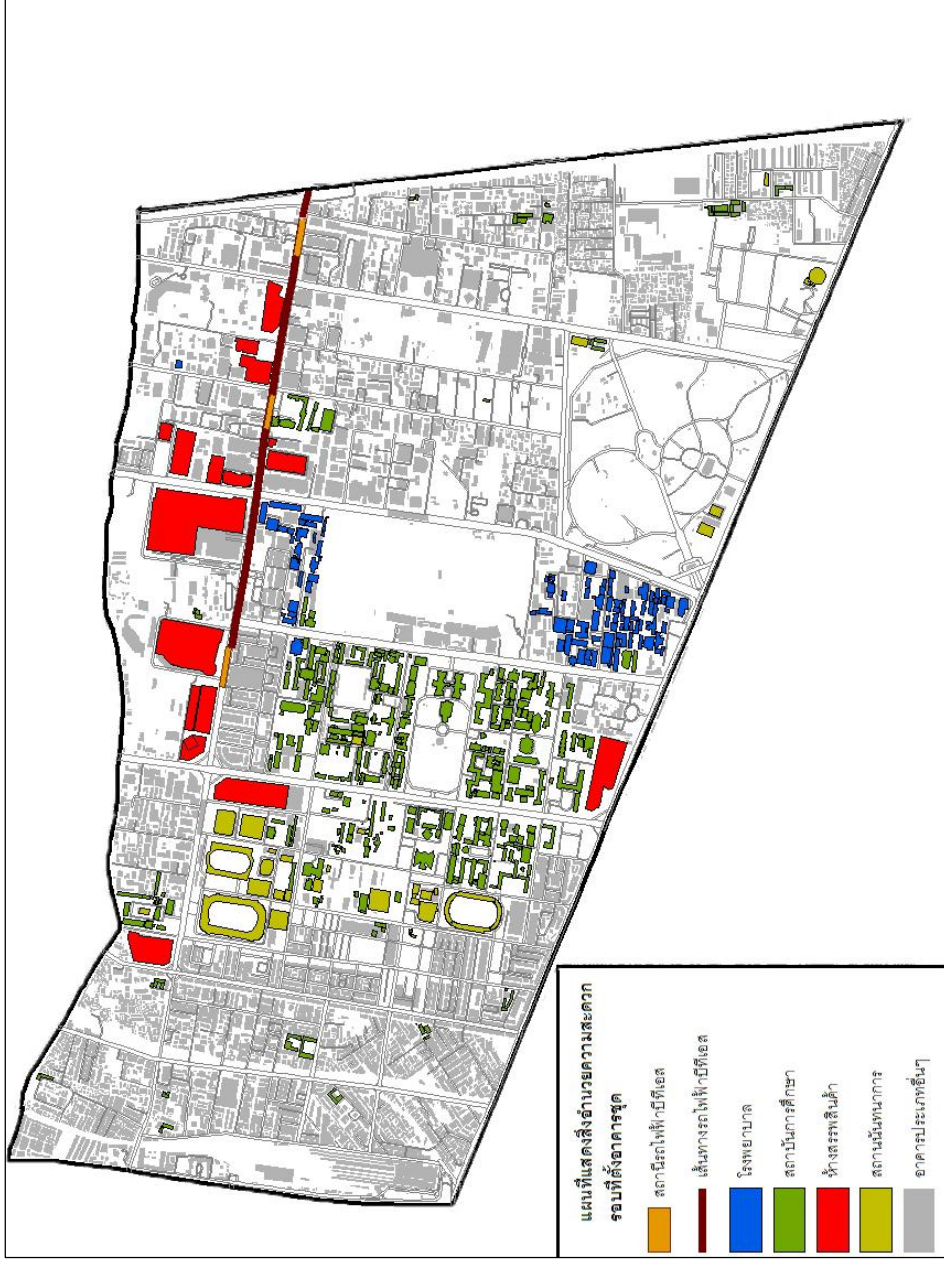 แผนที่แสดงสิ่งอำนวยความสะดวก
รอบที่ตั้งอาคารชุด
สถานีรถไฟฟ้าบีทีเอส
เส้นทางรถไฟฟ้าบีทีเอส
โรงพยาบาล
สถาบันการศึกษา
ห้างสรรพสินค้า
สถานนันทนาการ
อาคารประเภทอื่นๆ